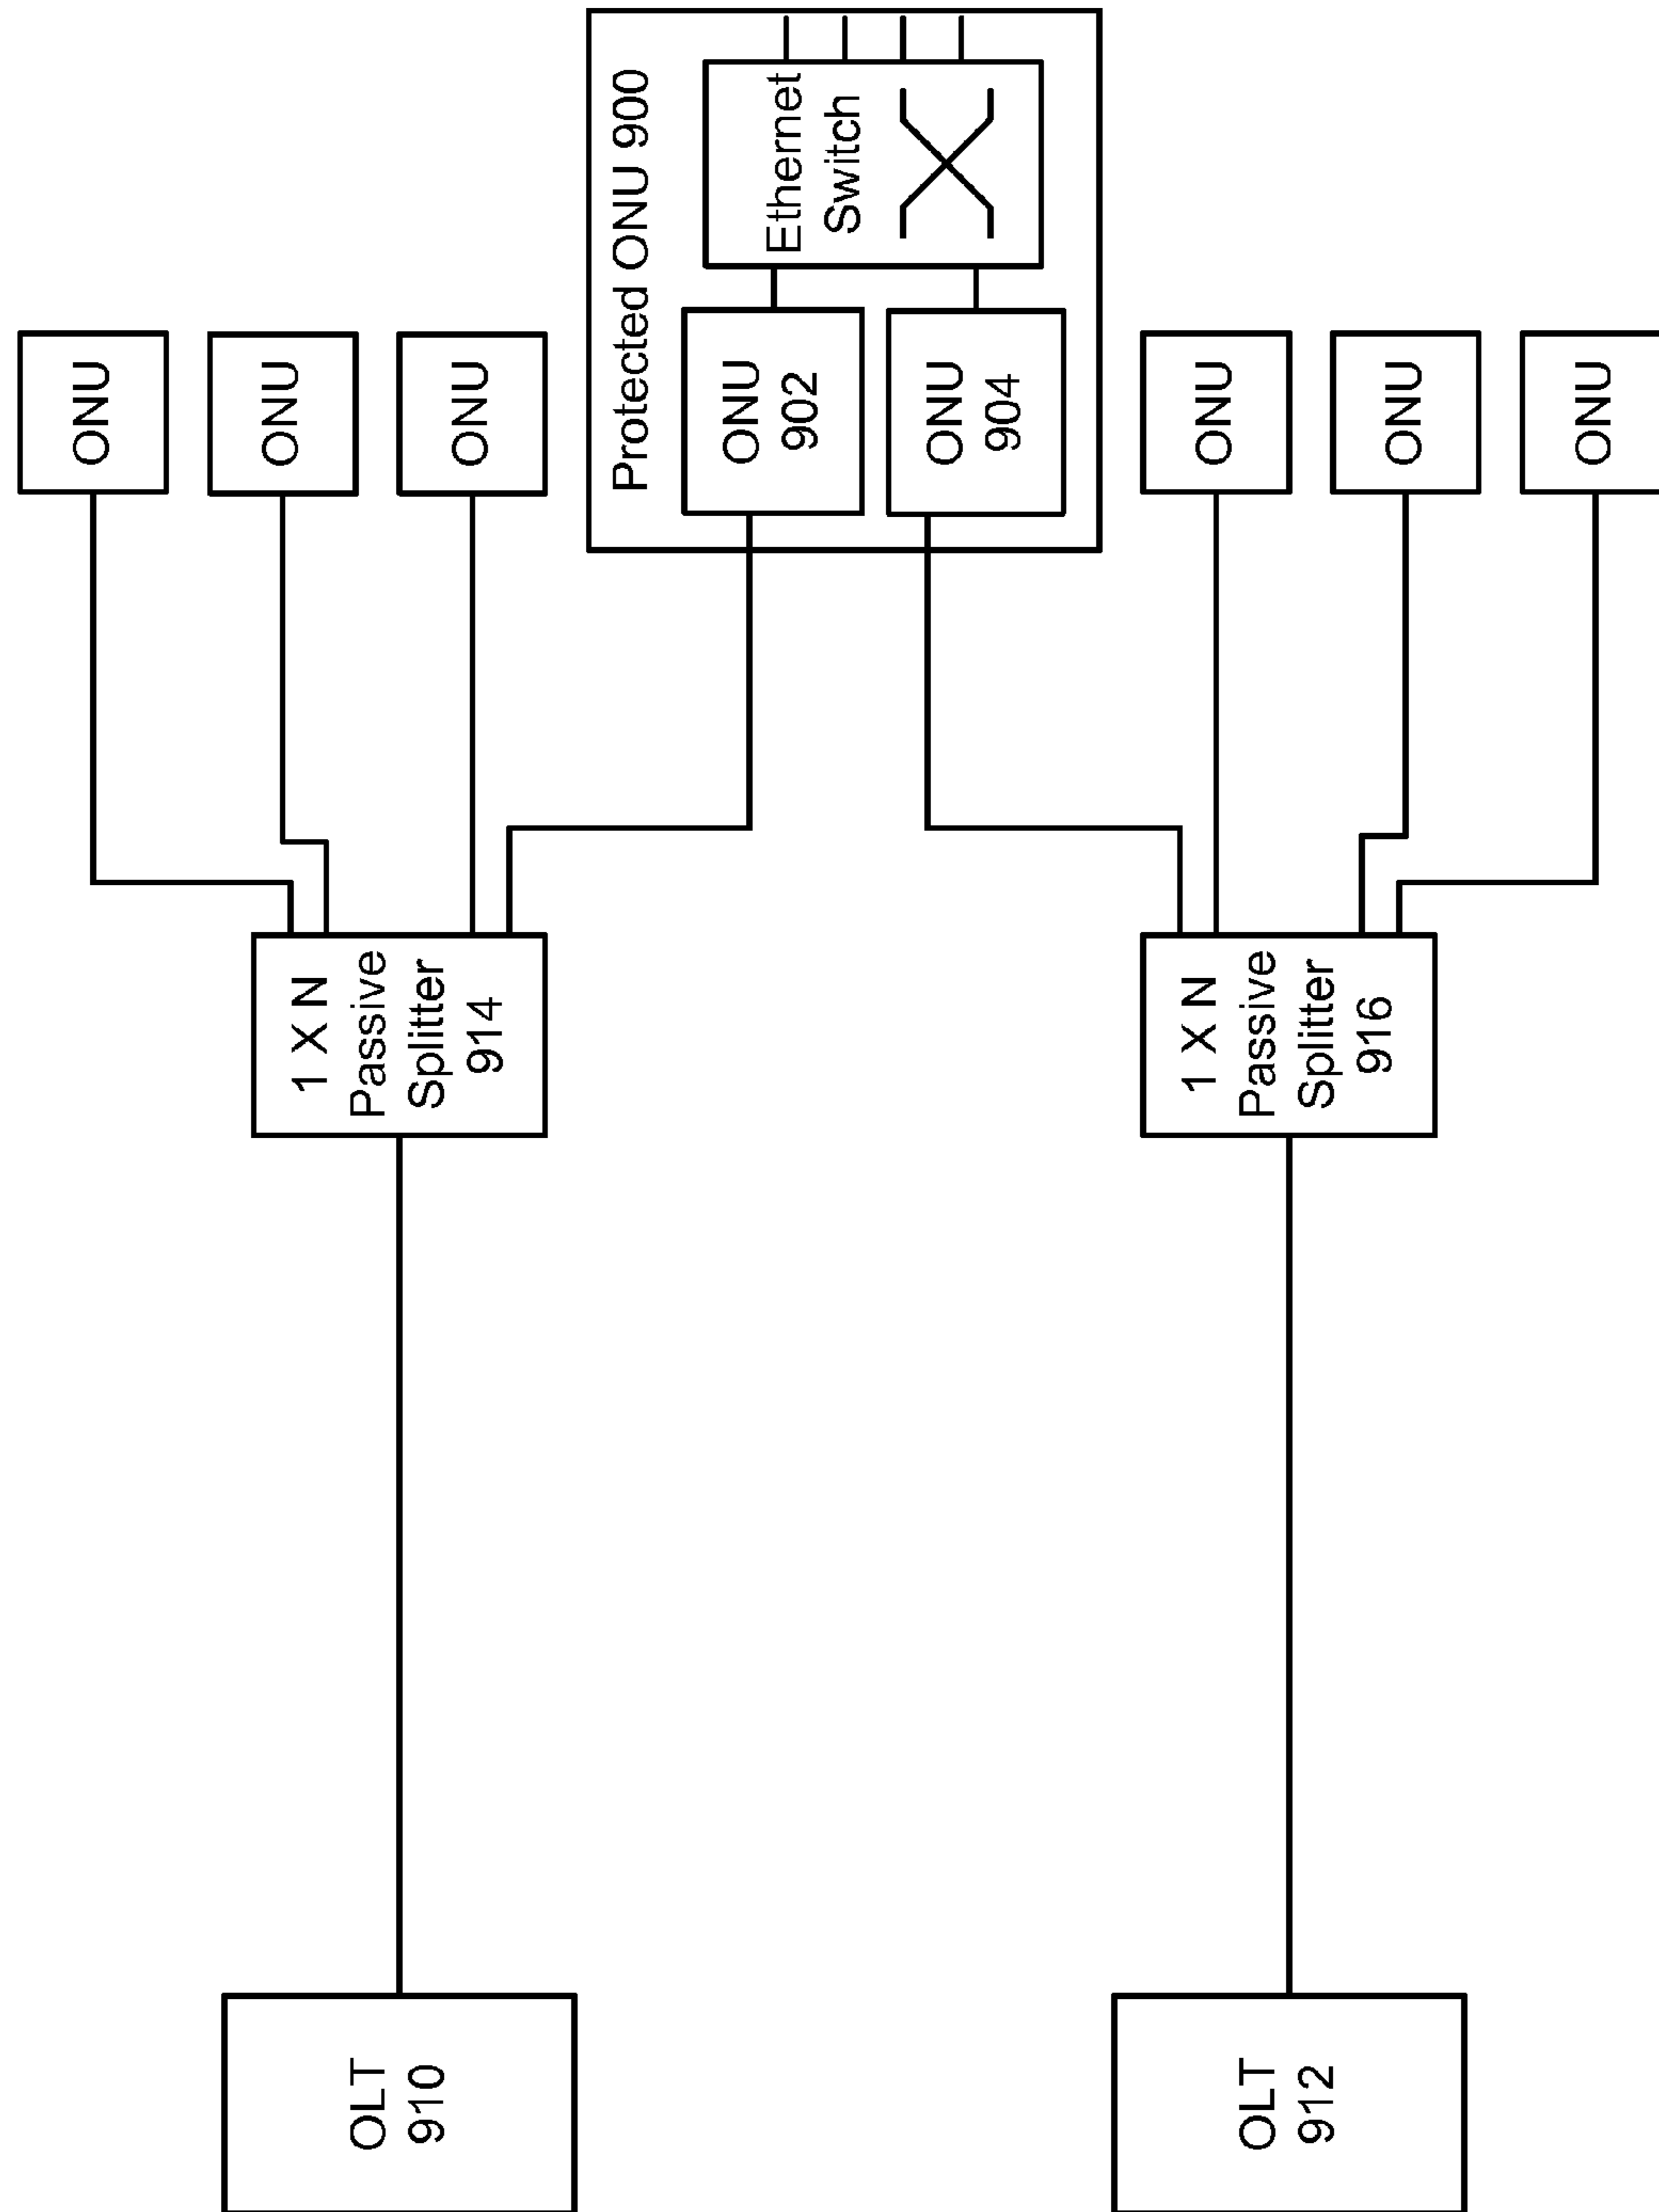 ONU
ONU
ONU
Protected ONU 900
ONU
902
Ethernet
Switch
ONU
904
ONU
ONU
ONU
1 X N
Passive
Splitter
914
1 X N
Passive
Splitter
916
OLT
910
OLT
912